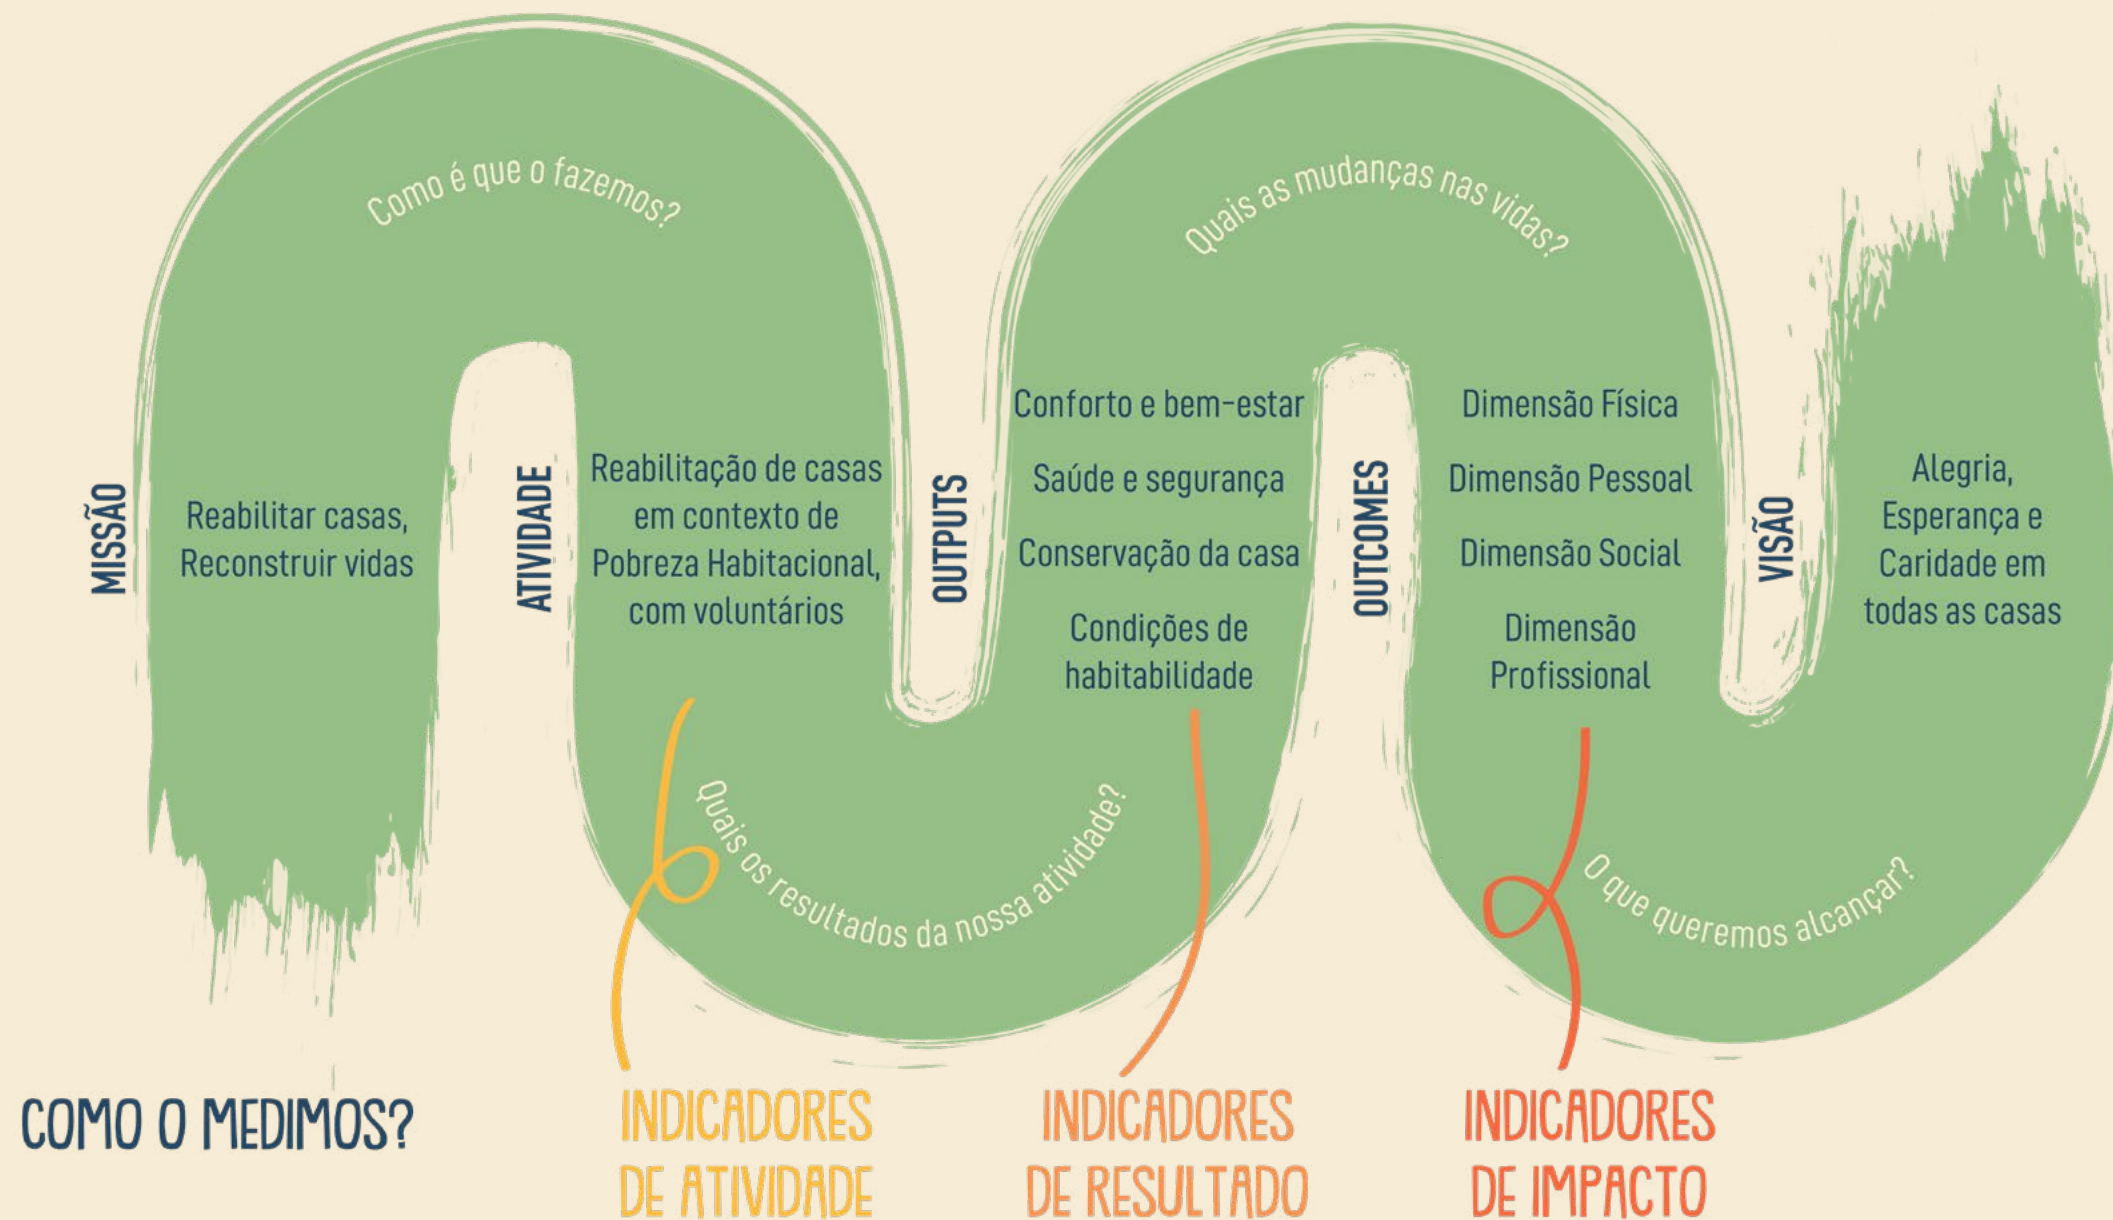 MISSÃO
Reabilitar casas,
Reconstruir vidas
Como é que o fazemos?
ATIVIDADE
Reabilitação de casas
em contexto de
Pobreza Habitacional,
com voluntários
Quais os resultados da nossa atividade?
OUTPUTS
Conforto e bem-estar
Saúde e segurança
Conservação da casa
Condições de
habitabilidade
Quais as mudanças nas vidas?
OUTCOMES
Dimensão Física
Dimensão Pessoal
Dimensão Social
Dimensão
Profissional
O que queremos alcançar?
VISÃO
Alegria,
Esperança e
Caridade em
todas as casas
COMO O MEDIMOS?
INDICADORES
DE ATIVIDADE
INDICADORES
DE RESULTADO
INDICADORES
DE IMPACTO